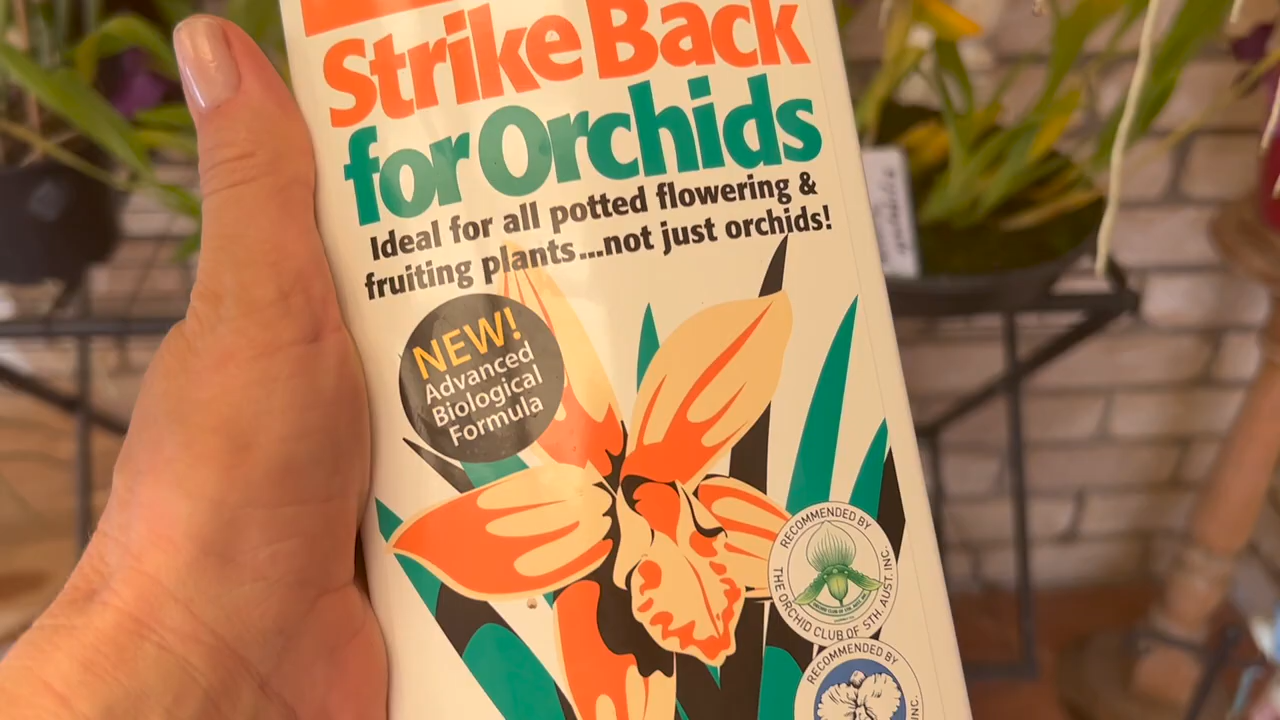 Strike Back
for Orchids
Ideal for all potted flowering &
fruiting plants...not just orchids!
NEW!
Advanced
Biological
Formula
RECOMMENDED BY
THE ORCHID CLUB OF STH. AUST. INC.
RECOMMENDED BY
INC.